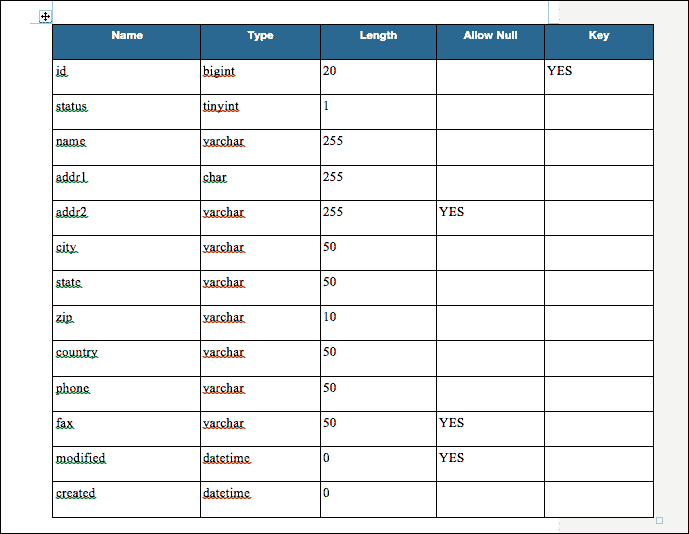 Name Type Length Allow Null Key
id bigint 20 YES
status tinyint 1
name varchar 255
addr1 char 255
addr2 varchar 255 YES
city varchar 50
state varchar 50
zip varchar 10
country varchar 50
phone varchar 50
fax varchar 50 YES
modified datetime 0 YES
created datetime 0